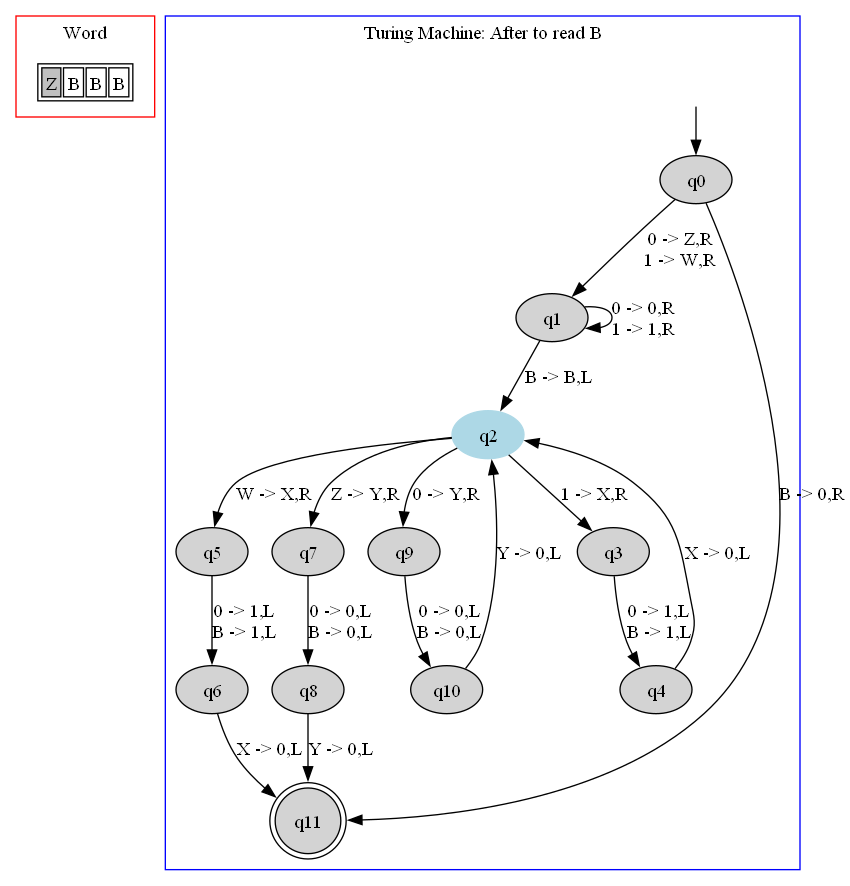 Word
Z B B B
Turing Machine: After to read B
q0
0 -> Z,R
1 -> W,R
q1
0 -> 0,R
1 -> 1,R
B -> B,L
q2
W -> X,R
Z -> Y,R
0 -> Y,R
1 -> X,R
B -> 0,R
q5
q7
q9
q3
Y -> 0,L
X -> 0,L
0 -> 1,L
B -> 1,L
0 -> 0,L
B -> 0,L
0 -> 0,L
B -> 0,L
0 -> 1,L
B -> 1,L
q6
q8
q10
q4
X -> 0,L
Y -> 0,L
q11